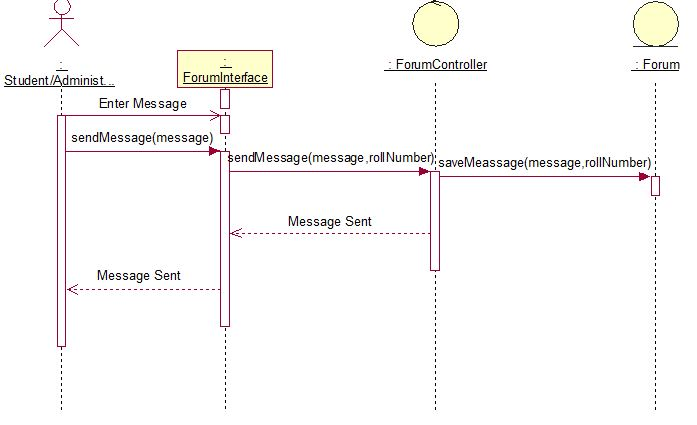 :
Student/Administ...
:
ForumInterface
: ForumController
: Forum
Enter Message
sendMessage(message)
sendMessage(message,rollNumber)
saveMeassage(message,rollNumber)
Message Sent
Message Sent